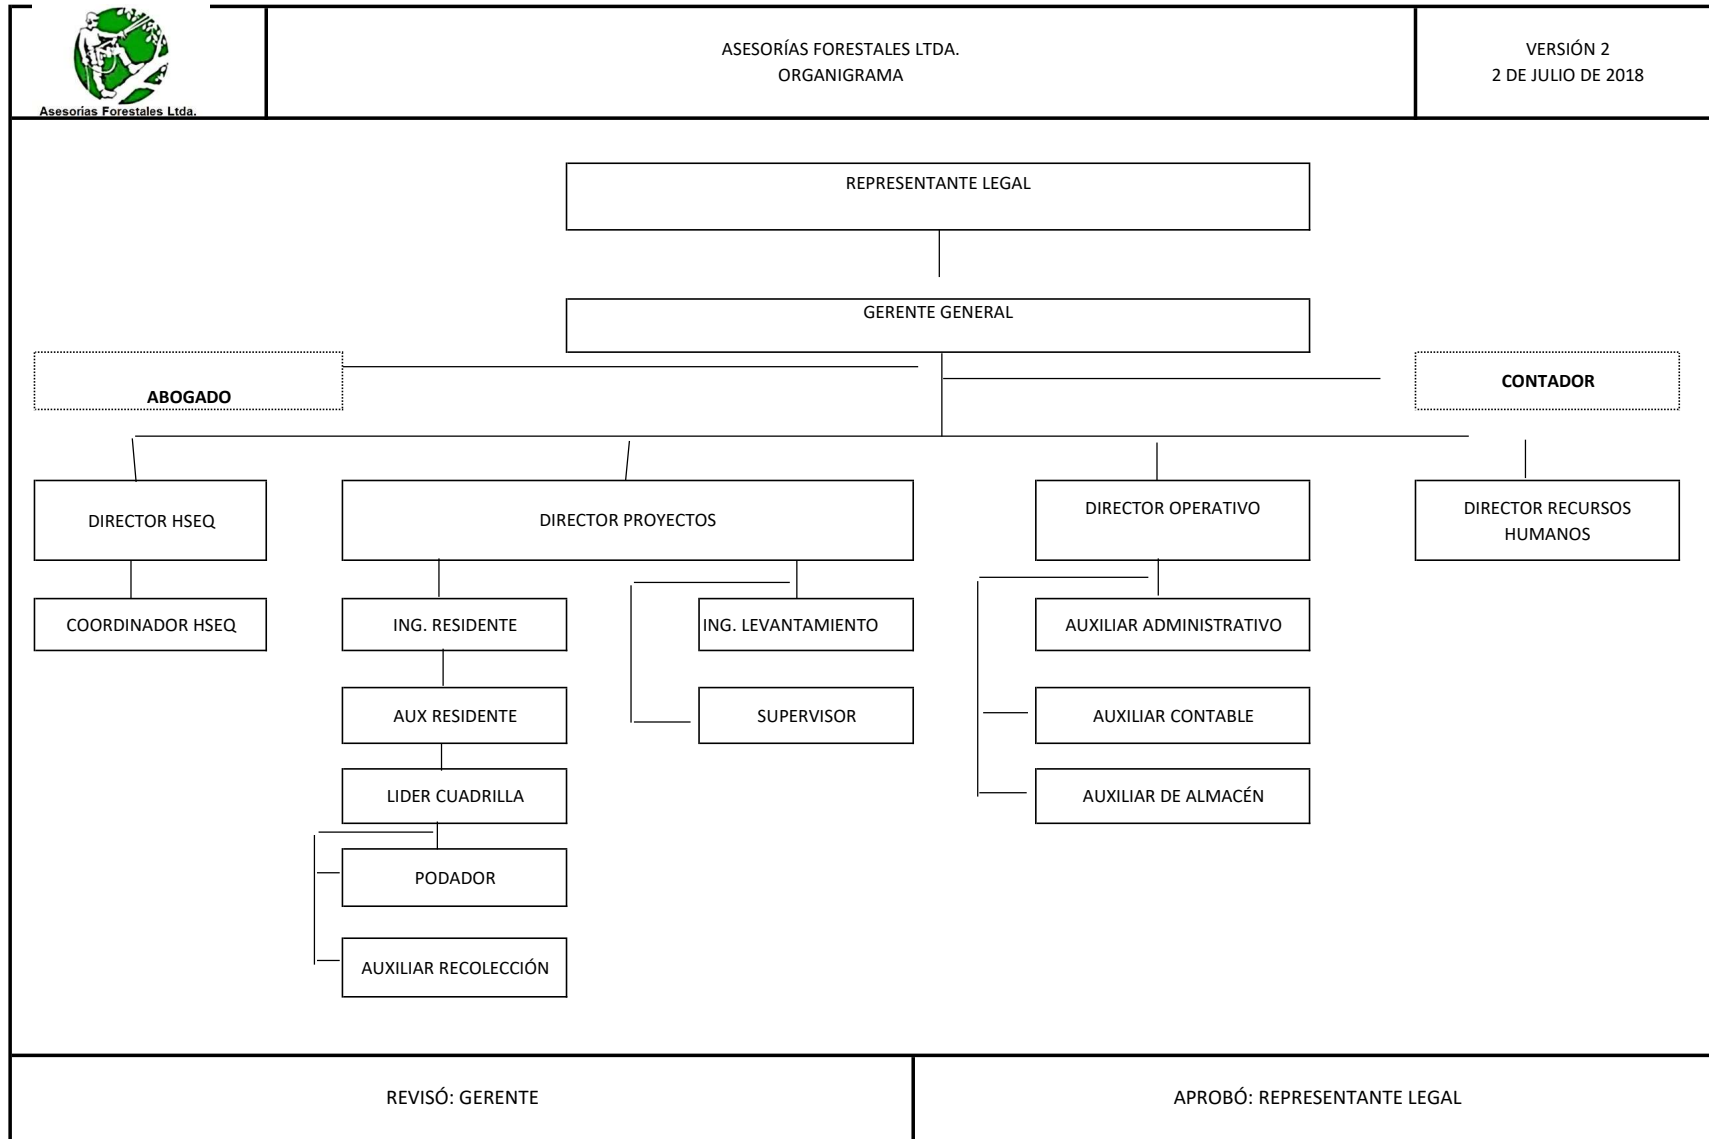 Asesorías Forestales Ltda.
ASESORÍAS FORESTALES LTDA.
ORGANIGRAMA
VERSIÓN 2
2 DE JULIO DE 2018
REPRESENTANTE LEGAL
GERENTE GENERAL
ABOGADO
CONTADOR
DIRECTOR HSEQ
DIRECTOR PROYECTOS
DIRECTOR OPERATIVO
DIRECTOR RECURSOS
HUMANOS
COORDINADOR HSEQ
ING. RESIDENTE
ING. LEVANTAMIENTO
AUXILIAR ADMINISTRATIVO
AUX RESIDENTE
SUPERVISOR
AUXILIAR CONTABLE
LIDER CUADRILLA
AUXILIAR DE ALMACÉN
PODADOR
AUXILIAR RECOLECCIÓN
REVISÓ: GERENTE
APROBÓ: REPRESENTANTE LEGAL